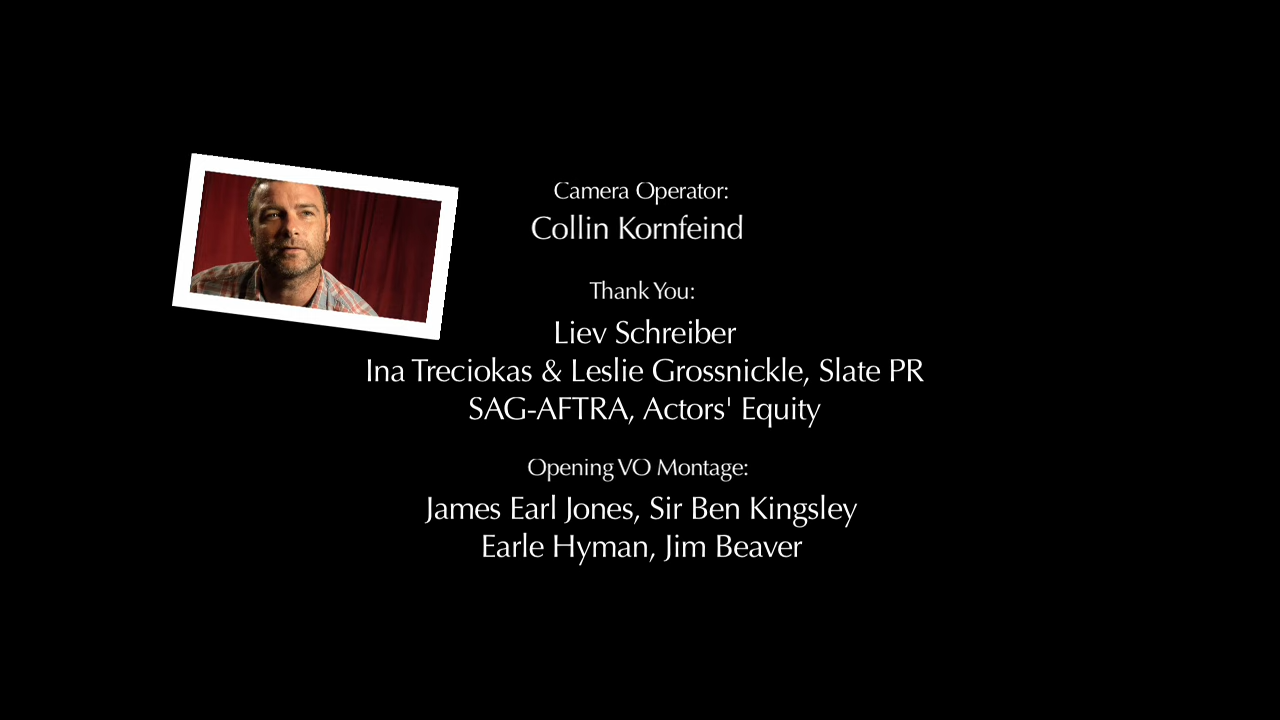 Camera Operator:
Collin Kornfeind
Thank You:
Liev Schreiber
Ina Treciokas & Leslie Grossnickle, Slate PR
SAG-AFTRA, Actors' Equity
Opening VO Montage:
James Earl Jones, Sir Ben Kingsley
Earle Hyman, Jim Beaver